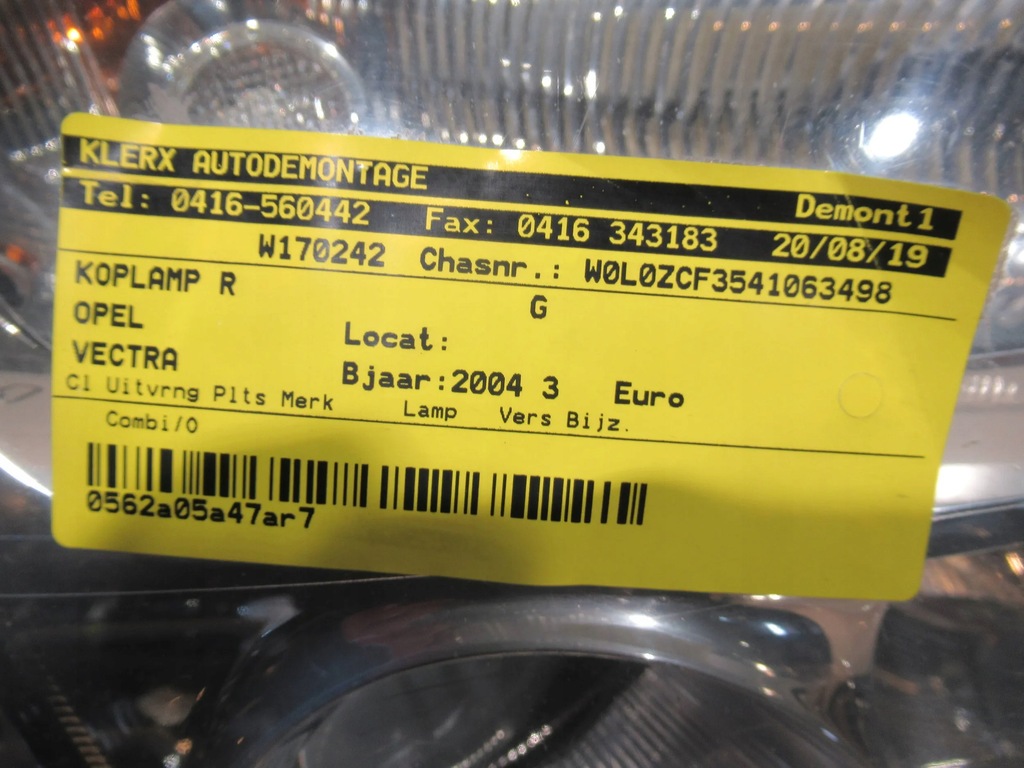 KLERX AUTODEMONTAGE Demont1
Tel: 0416-560442 Fax: 0416 343183 20/08/19
W170242 Chasnr.: W0L0ZCF3541063498
KOPLAMP R G
OPEL Locat:
VECTRA Bjaar:2004 3 Euro
Cl Uitvrng Plts Merk Lamp Vers Bijz.
Combi/O
0562a05a47ar7